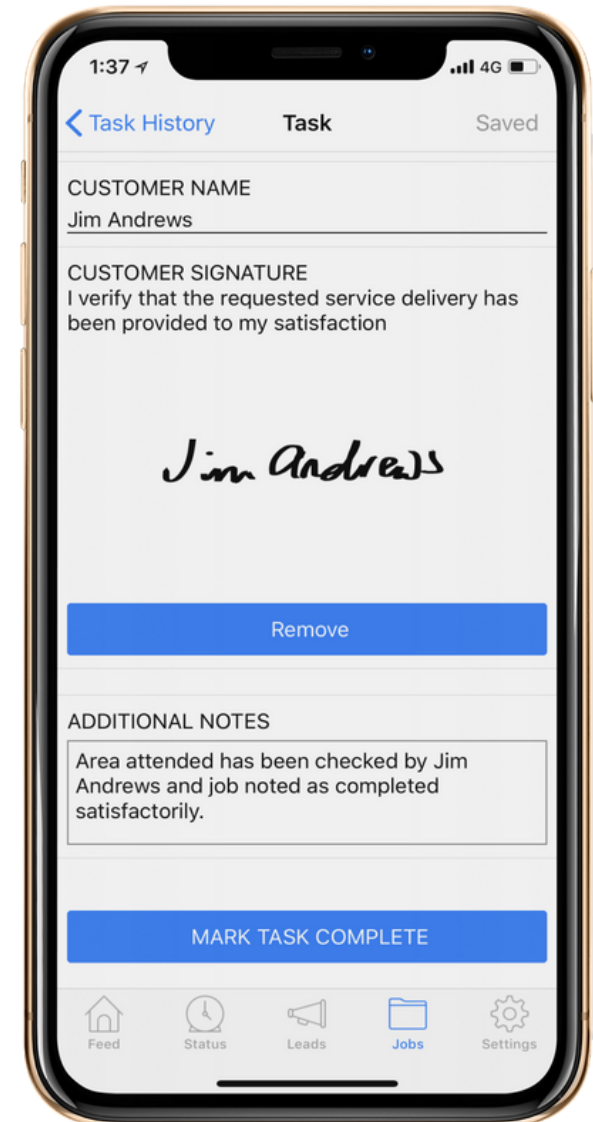 1:37 4G
Task History Task Saved
CUSTOMER NAME
Jim Andrews
CUSTOMER SIGNATURE
I verify that the requested service delivery has
been provided to my satisfaction
Jim Andrews
Remove
ADDITIONAL NOTES
Area attended has been checked by Jim
Andrews and job noted as completed
satisfactorily.
MARK TASK COMPLETE
Feed Status Leads Jobs Settings